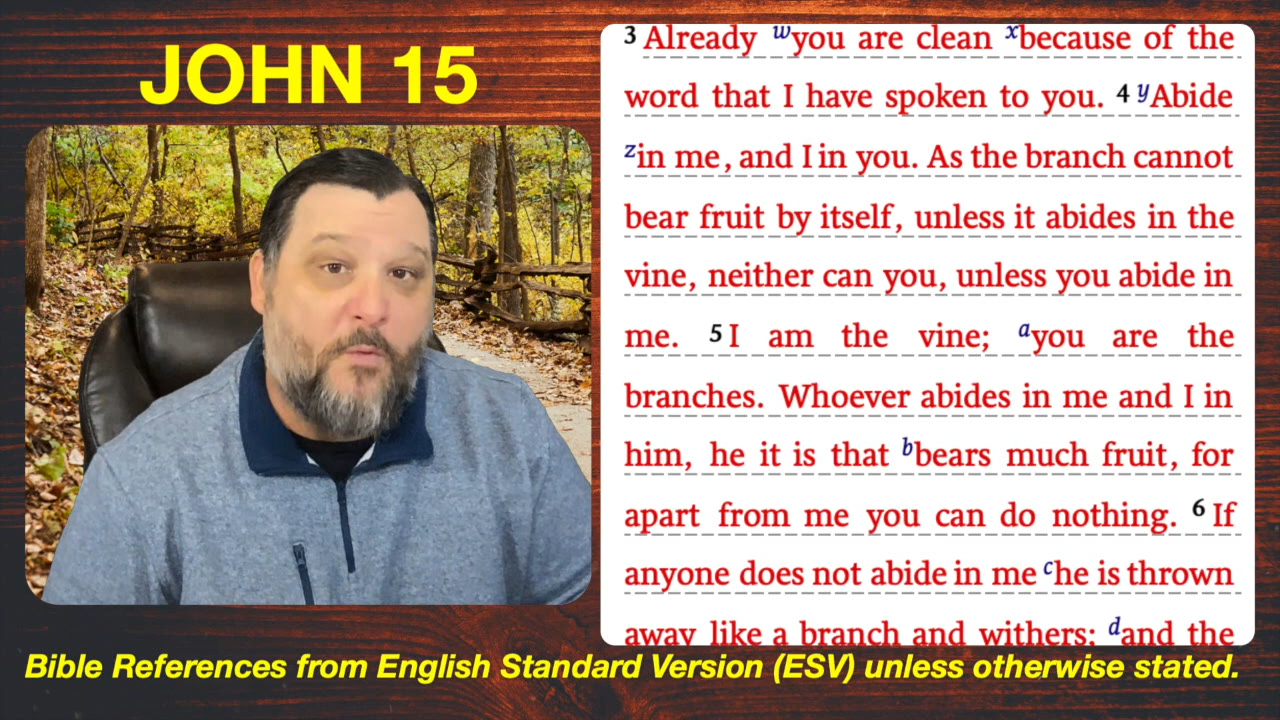 JOHN 15
3 Already wyou are clean xbecause of the
word that I have spoken to you. 4 yAbide
zin me, and I in you. As the branch cannot
bear fruit by itself, unless it abides in the
vine, neither can you, unless you abide in
me. 5 I am the vine; ayou are the
branches. Whoever abides in me and I in
him, he it is that bbears much fruit, for
apart from me you can do nothing. 6 If
anyone does not abide in me che is thrown
away like a branch and withers; dand the
Bible References from English Standard Version (ESV) unless otherwise stated.